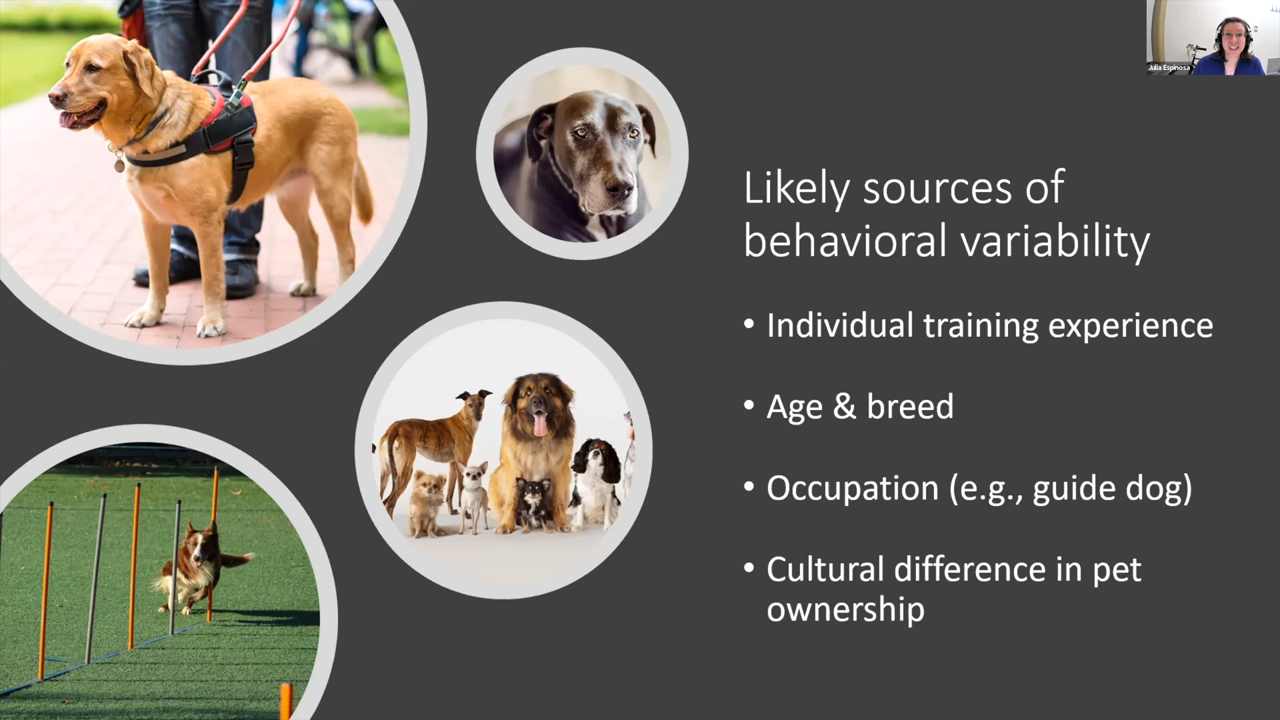 Julia Espinosa
Likely sources of
behavioral variability
• Individual training experience
• Age & breed
• Occupation (e.g., guide dog)
• Cultural difference in pet
ownership